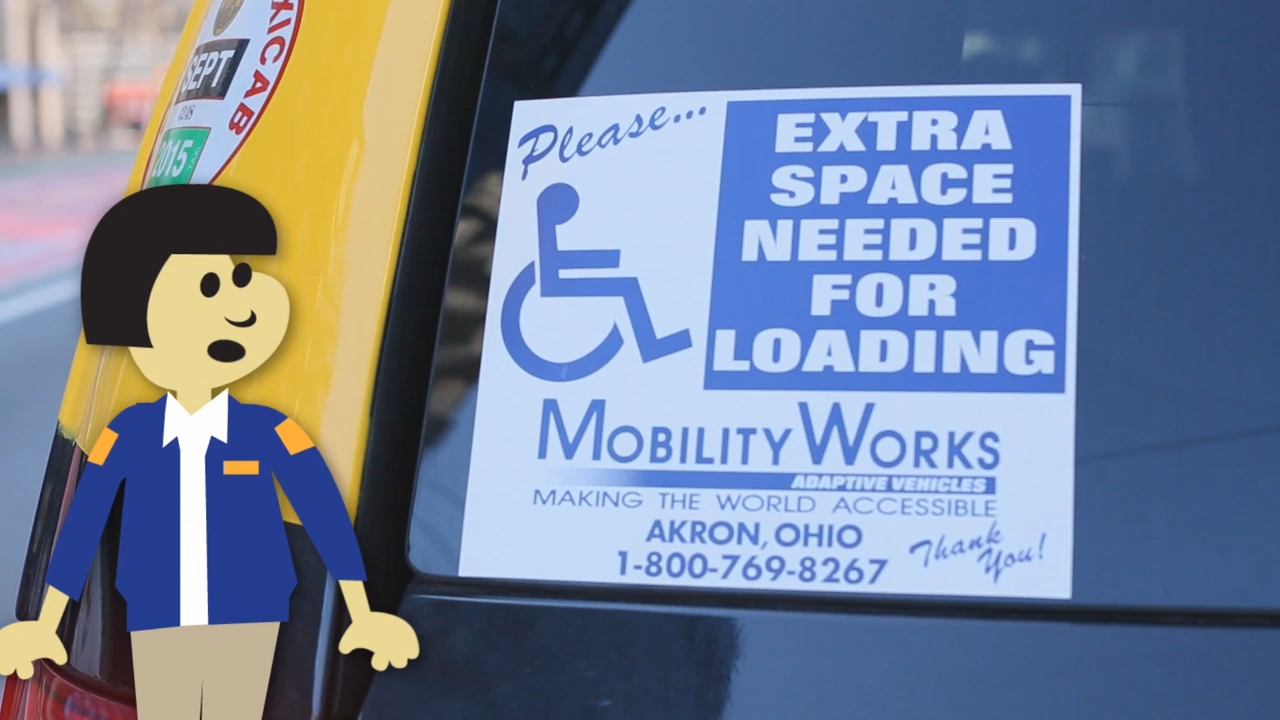 XICAB
SEPT
2015
Please...
EXTRA
SPACE
NEEDED
FOR
LOADING
MOBILITYWORKS
ADAPTIVE VEHICLES
MAKING THE WORLD ACCESSIBLE
AKRON, OHIO
1-800-769-8267
Thank
You!